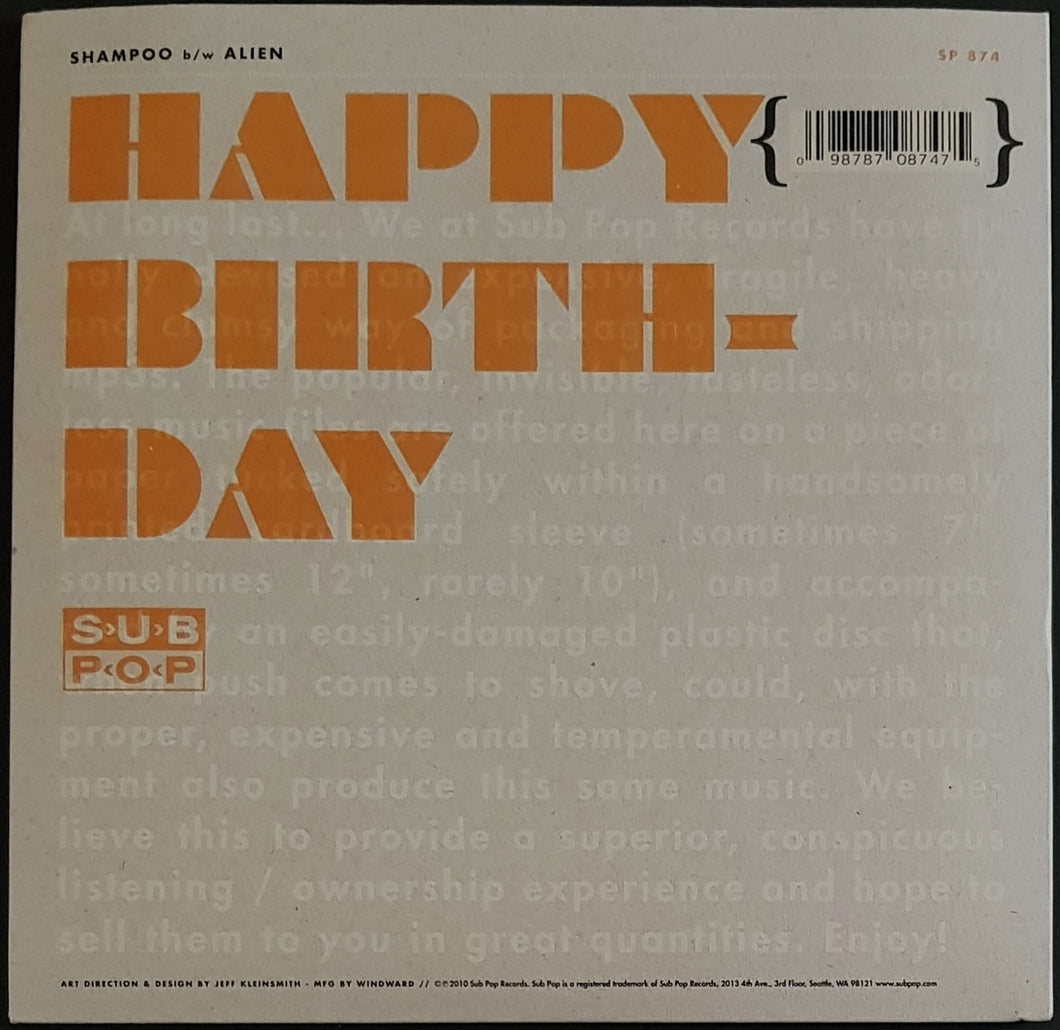 SHAMPOO b/w ALIEN
SP 874
HAPPY
{ 0 98787 08747 5 }
At long last... We at Sub Pop Records have fi-
nally devised an expensive, fragile, heavy
BIRTH-
and clumsy way of packaging and shipping
mp3s. The popular, invisible, tasteless, odor-
less music files are offered here on a piece of
DAY
paper tucked safely within a handsomely
printed cardboard sleeve (sometimes 7",
sometimes 12", rarely 10"), and accompa-
S›U›B
an easily-damaged plastic disc that,
P‹O‹P
push comes to shove, could, with the
proper, expensive and temperamental equip-
ment also produce this same music. We be-
lieve this to provide a superior, conspicuous
listening / ownership experience and hope to
sell them to you in great quantities. Enjoy!
ART DIRECTION & DESIGN BY JEFF KLEINSMITH - MFG BY WINDWARD // ©℗2010 Sub Pop Records. Sub Pop is a registered trademark of Sub Pop Records, 2013 4th Ave., 3rd Floor, Seattle, WA 98121 www.subpop.com